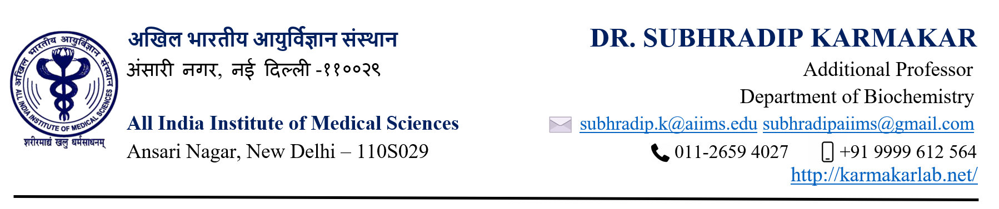 अखिल भारतीय आयुर्विज्ञान संस्थान
अंसारी नगर, नई दिल्ली -११००२९
All India Institute of Medical Sciences
Ansari Nagar, New Delhi – 110S029
अखिल भारतीय आयुर्विज्ञान संस्थान
ALL INDIA INSTITUTE OF MEDICAL SCIENCES
शरीरमाद्यं खलु धर्मसाधनम्
DR. SUBHRADIP KARMAKAR
Additional Professor
Department of Biochemistry
subhradip.k@aiims.edu subhradipaiims@gmail.com
011-2659 4027 +91 9999 612 564
http://karmakarlab.net/